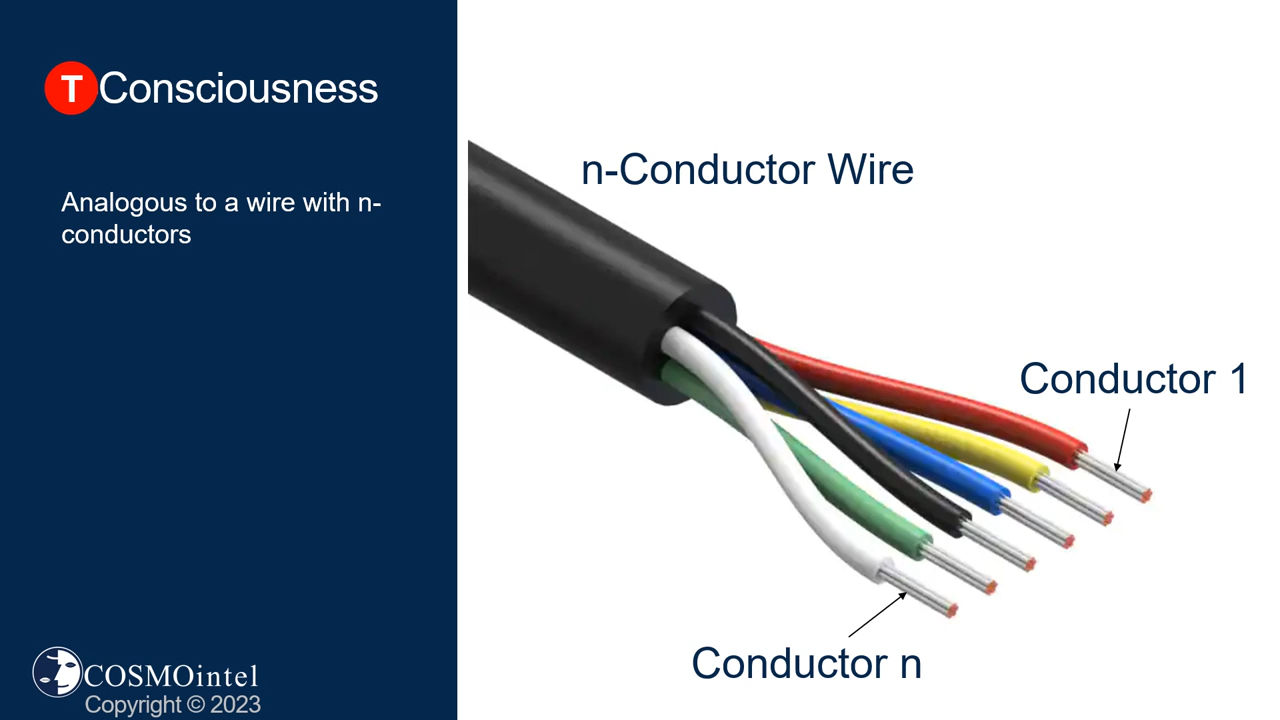 T Consciousness
Analogous to a wire with n-
conductors
n-Conductor Wire
Conductor 1
Conductor n
COSMOintel
Copyright © 2023